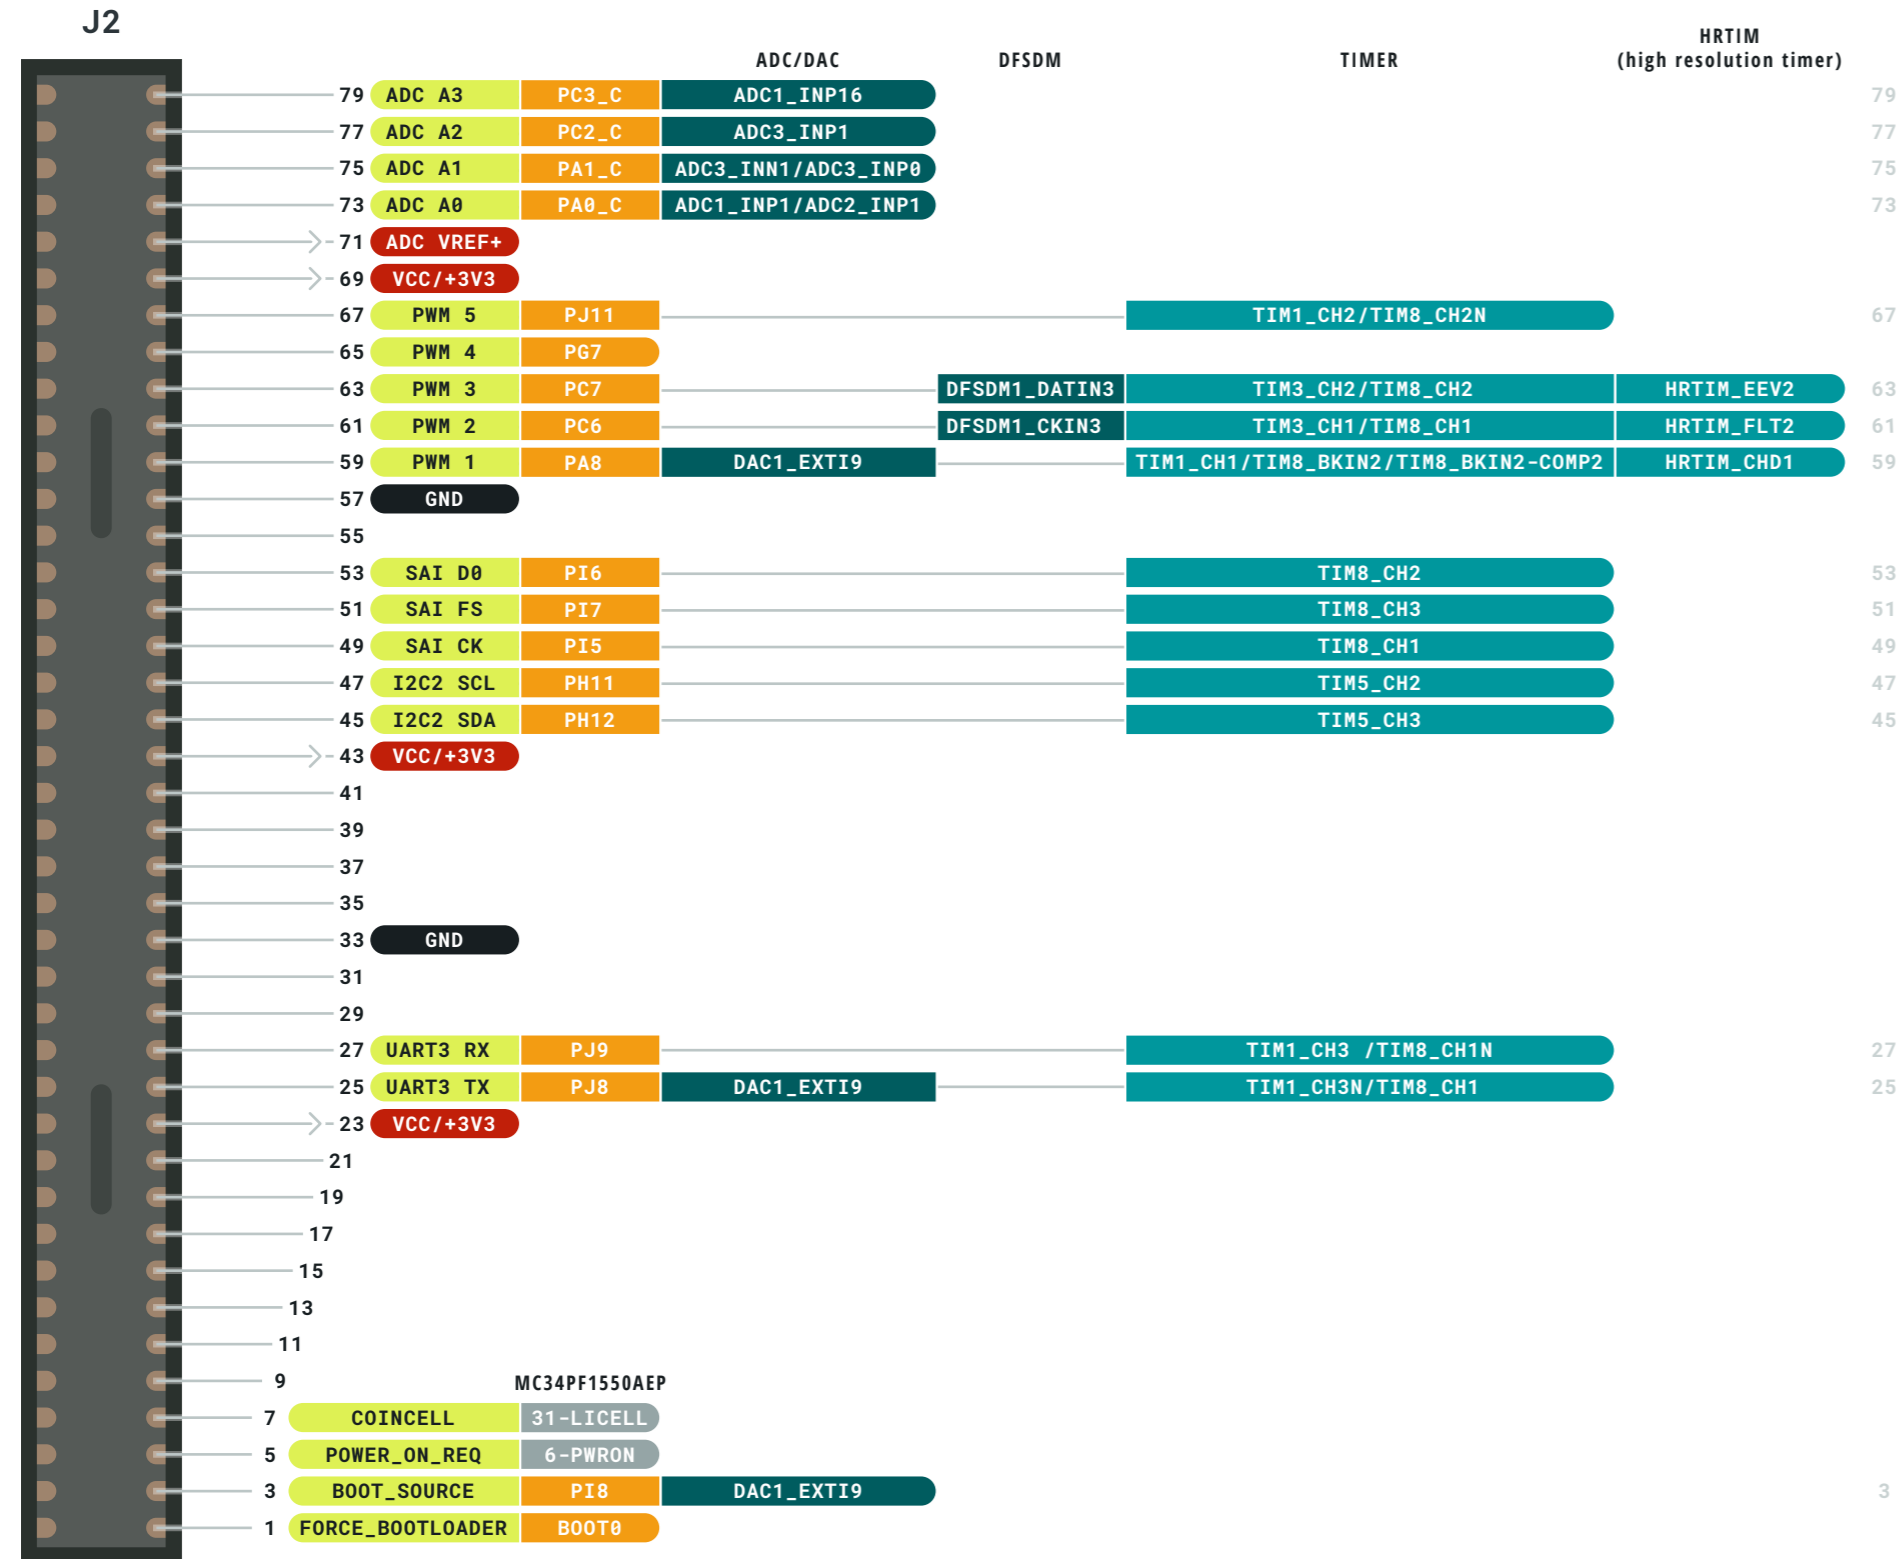 J2
HRTIM
ADC/DAC DFSDM TIMER (high resolution timer)
79 ADC A3 PC3_C ADC1_INP16 79
77 ADC A2 PC2_C ADC3_INP1 77
75 ADC A1 PA1_C ADC3_INN1/ADC3_INP0 75
73 ADC A0 PA0_C ADC1_INP1/ADC2_INP1 73
71 ADC VREF+
69 VCC/+3V3
67 PWM 5 PJ11 TIM1_CH2/TIM8_CH2N 67
65 PWM 4 PG7
63 PWM 3 PC7 DFSDM1_DATIN3 TIM3_CH2/TIM8_CH2 HRTIM_EEV2 63
61 PWM 2 PC6 DFSDM1_CKIN3 TIM3_CH1/TIM8_CH1 HRTIM_FLT2 61
59 PWM 1 PA8 DAC1_EXTI9 TIM1_CH1/TIM8_BKIN2/TIM8_BKIN2-COMP2 HRTIM_CHD1 59
57 GND
55
53 SAI D0 PI6 TIM8_CH2 53
51 SAI FS PI7 TIM8_CH3 51
49 SAI CK PI5 TIM8_CH1 49
47 I2C2 SCL PH11 TIM5_CH2 47
45 I2C2 SDA PH12 TIM5_CH3 45
43 VCC/+3V3
41
39
37
35
33 GND
31
29
27 UART3 RX PJ9 TIM1_CH3 /TIM8_CH1N 27
25 UART3 TX PJ8 DAC1_EXTI9 TIM1_CH3N/TIM8_CH1 25
23 VCC/+3V3
21
19
17
15
13
11
9 MC34PF1550AEP
7 COINCELL 31-LICELL
5 POWER_ON_REQ 6-PWRON
3 BOOT_SOURCE PI8 DAC1_EXTI9 3
1 FORCE_BOOTLOADER BOOT0